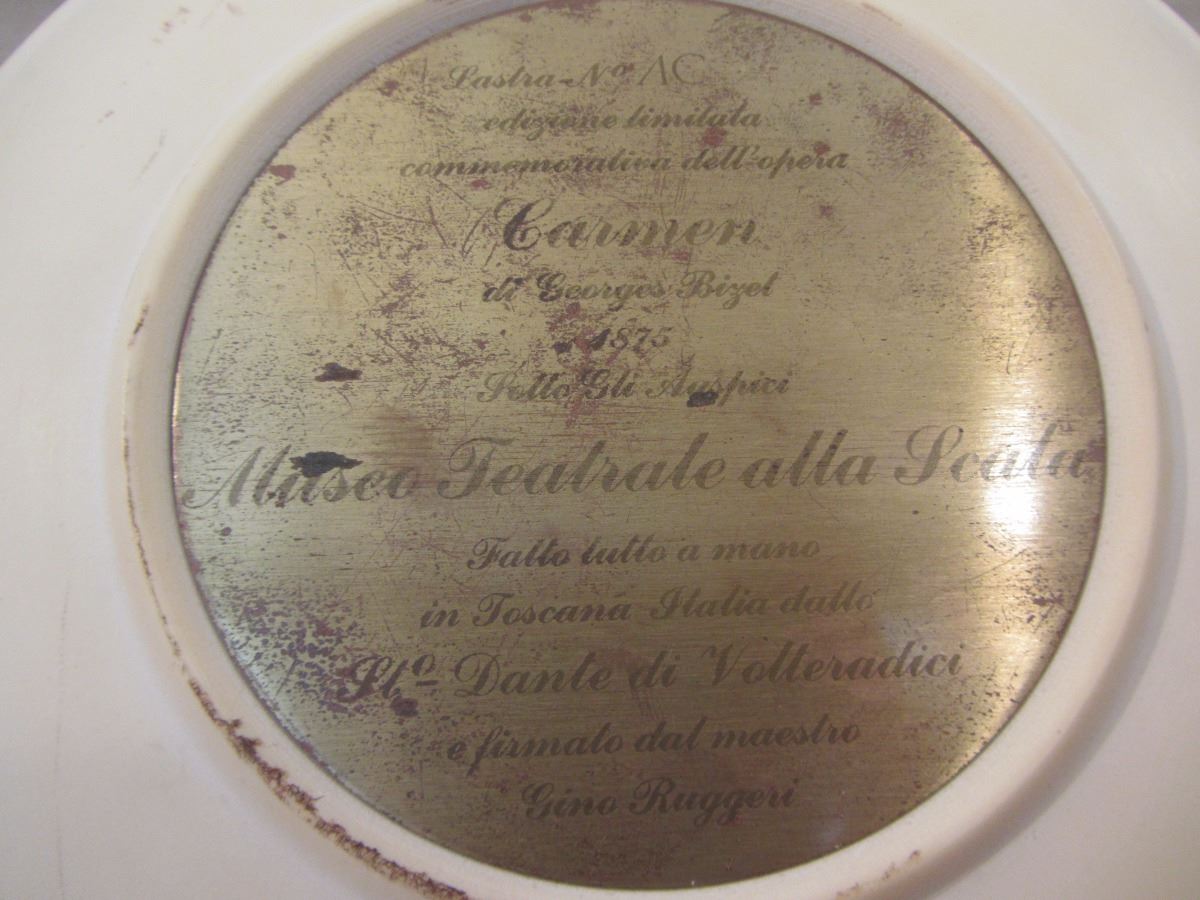 Lastra-Nº AC
edizione limitata
commemorativa dell'opera
Carmen
di Georges Bizet
1875
Sotto Gli Auspici
Museo Teatrale alla Scala
Fatto tutto a mano
in Toscana Italia dallo
Stº Dante di Volteradici
e firmato dal maestro
Gino Ruggeri